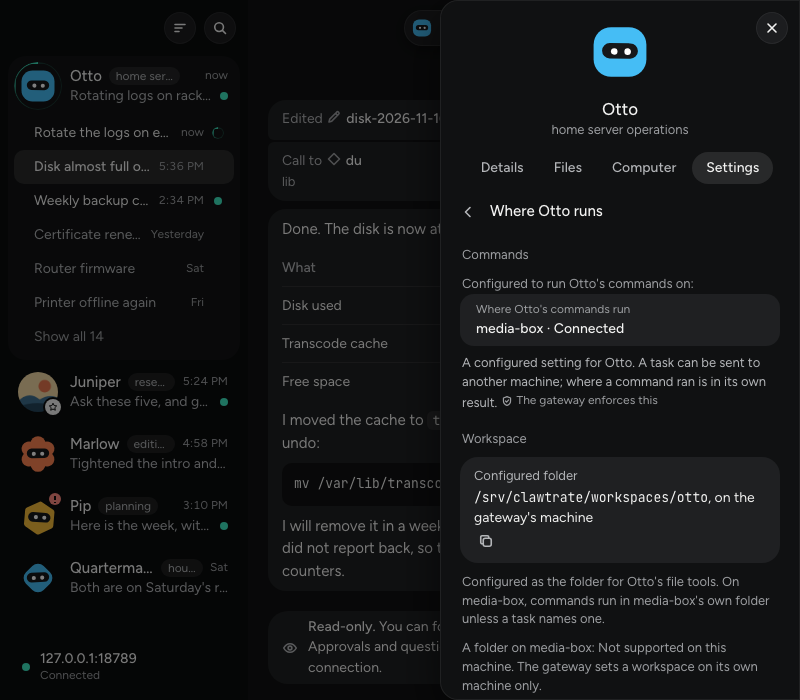 Otto
home ser...
now
Rotating logs on rack...
Rotate the logs on e...
now
Disk almost full o...
5:36 PM
Weekly backup c...
2:34 PM
Certificate rene...
Yesterday
Router firmware
Sat
Printer offline again
Fri
Show all 14
Juniper
rese...
5:24 PM
Ask these five, and g...
Marlow
editi...
4:58 PM
Tightened the intro and...
Pip
planning
3:10 PM
Here is the week, wit...
Quarterma...
hou...
Sat
Both are on Saturday's r...
127.0.0.1:18789
Connected
Edited disk-2026-11-1
Call to du
lib
Done. The disk is now at
What
Disk used
Transcode cache
Free space
I moved the cache to
undo:
mv /var/lib/transco
I will remove it in a week
did not report back, so t
counters.
Read-only. You can fo
Approvals and questi
connection.
Otto
home server operations
Details
Files
Computer
Settings
Where Otto runs
Commands
Configured to run Otto's commands on:
Where Otto's commands run
media-box · Connected
A configured setting for Otto. A task can be sent to
another machine; where a command ran is in its own
result. The gateway enforces this
Workspace
Configured folder
/srv/clawtrate/workspaces/otto, on the
gateway's machine
Configured as the folder for Otto's file tools. On
media-box, commands run in media-box's own folder
unless a task names one.
A folder on media-box: Not supported on this
machine. The gateway sets a workspace on its own
machine only.